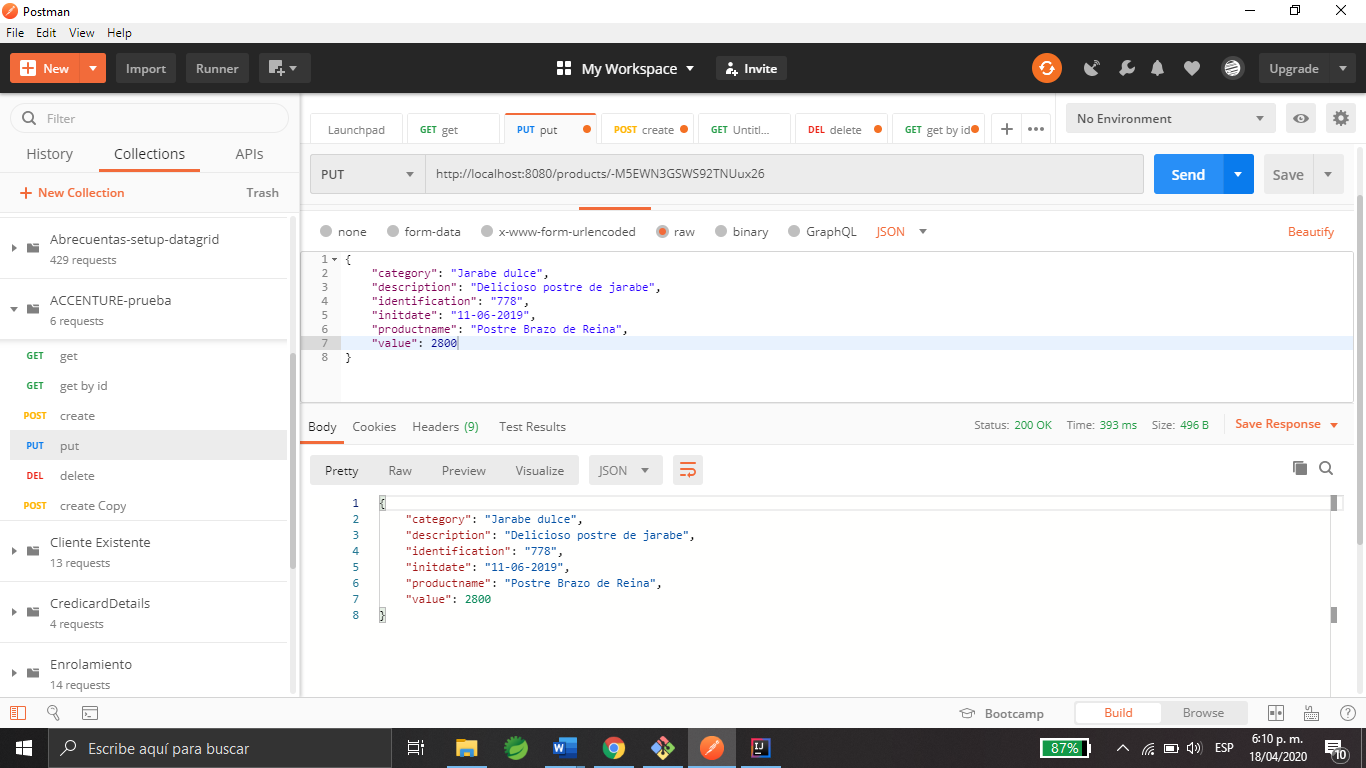 Postman
File Edit View Help
New Import Runner My Workspace Invite Upgrade
Filter
History Collections APIs
New Collection Trash
Abrecuentas-setup-datagrid
429 requests
ACCENTURE-prueba
6 requests
GET get
GET get by id
POST create
PUT put
DEL delete
POST create Copy
Cliente Existente
13 requests
CredicardDetails
4 requests
Enrolamiento
14 requests
Launchpad GET get PUT put POST create GET Untitl... DEL delete GET get by id No Environment
PUT http://localhost:8080/products/-M5EWN3GSWS92TNUux26 Send Save
none form-data x-www-form-urlencoded raw binary GraphQL JSON Beautify
1 {
2 "category": "Jarabe dulce",
3 "description": "Delicioso postre de jarabe",
4 "identification": "778",
5 "initdate": "11-06-2019",
6 "productname": "Postre Brazo de Reina",
7 "value": 2800
8 }
Body Cookies Headers (9) Test Results Status: 200 OK Time: 393 ms Size: 496 B Save Response
Pretty Raw Preview Visualize JSON
1 {
2 "category": "Jarabe dulce",
3 "description": "Delicioso postre de jarabe",
4 "identification": "778",
5 "initdate": "11-06-2019",
6 "productname": "Postre Brazo de Reina",
7 "value": 2800
8 }
Bootcamp Build Browse
Escribe aquí para buscar 87% ESP 6:10 p. m.
18/04/2020 10